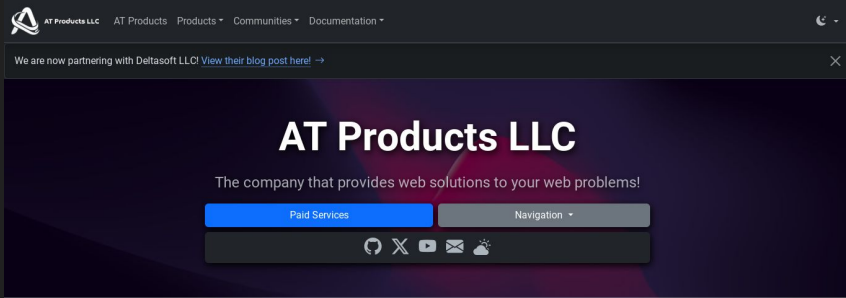 AT Products LLC AT Products Products Communities Documentation
We are now partnering with Deltasoft LLC! View their blog post here! →
AT Products LLC
The company that provides web solutions to your web problems!
Paid Services Navigation